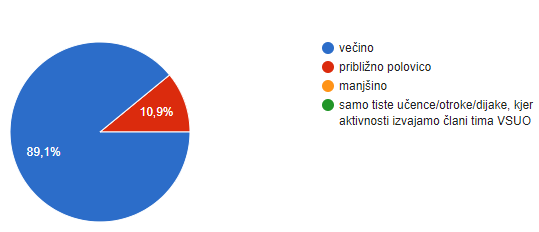 večino
približno polovico
manjšino
samo tiste učence/otroke/dijake, kjer
aktivnosti izvajamo člani tima VSUO
10,9%
89,1%